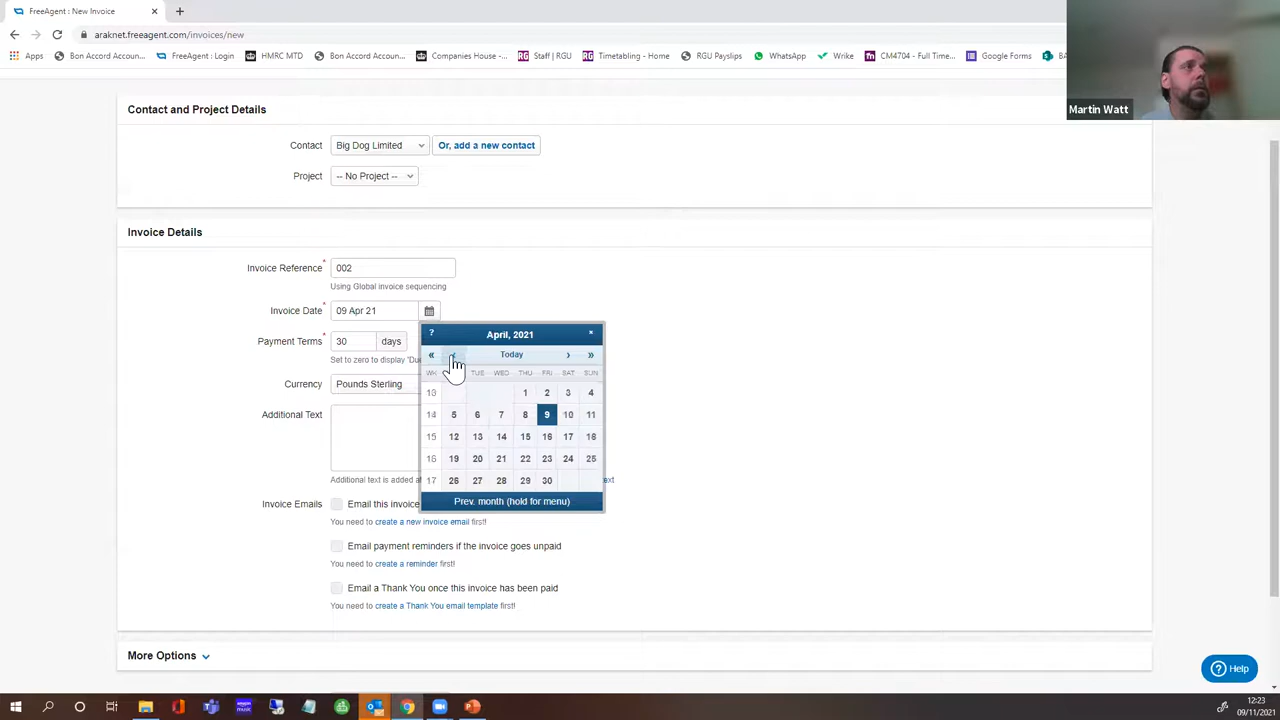 FreeAgent : New Invoice
araknet.freeagent.com/invoices/new
Apps Bon Accord Accou... FreeAgent : Login HMRC MTD Bon Accord Accou... Companies House -... Staff | RGU Timetabling - Home RGU Payslips WhatsApp Wrike CM4704 - Full Time... Google Forms
Martin Watt
Contact and Project Details
Contact Big Dog Limited Or, add a new contact
Project -- No Project --
Invoice Details
Invoice Reference* 002
Using Global invoice sequencing
Invoice Date* 09 Apr 21
? April, 2021 ×
Payment Terms* 30 days
« Today › »
Set to zero to display 'Du
WK TUE WED THU FRI SAT SUN
Currency Pounds Sterling
13 1 2 3 4
Additional Text
14 5 6 7 8 9 10 11
15 12 13 14 15 16 17 18
16 19 20 21 22 23 24 25
17 26 27 28 29 30
Additional text is added a ext
Prev. month (hold for menu)
Invoice Emails Email this invoice
You need to create a new invoice email first!
Email payment reminders if the invoice goes unpaid
You need to create a reminder first!
Email a Thank You once this invoice has been paid
You need to create a Thank You email template first!
More Options
? Help
12:23
09/11/2021